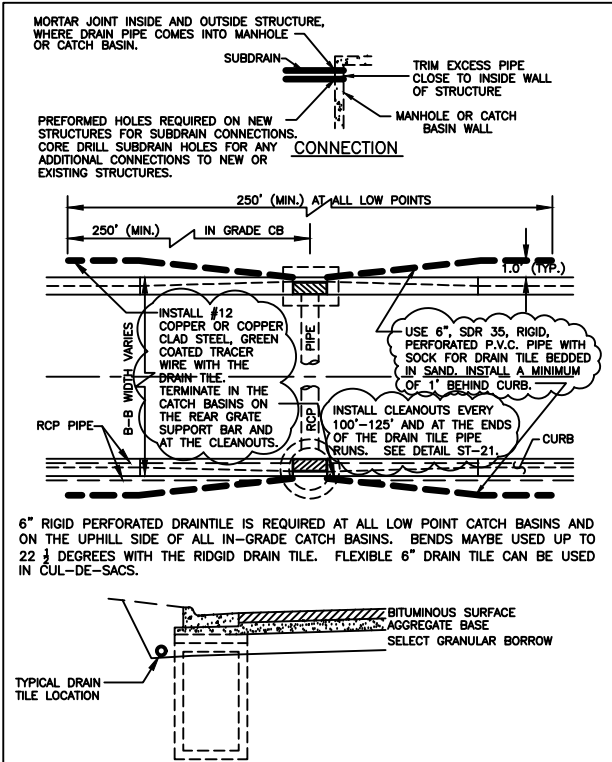 MORTAR JOINT INSIDE AND OUTSIDE STRUCTURE,
WHERE DRAIN PIPE COMES INTO MANHOLE
OR CATCH BASIN.
SUBDRAIN
TRIM EXCESS PIPE
CLOSE TO INSIDE WALL
OF STRUCTURE
MANHOLE OR CATCH
BASIN WALL
PREFORMED HOLES REQUIRED ON NEW
STRUCTURES FOR SUBDRAIN CONNECTIONS.
CORE DRILL SUBDRAIN HOLES FOR ANY
ADDITIONAL CONNECTIONS TO NEW OR
EXISTING STRUCTURES.
CONNECTION
250' (MIN.) AT ALL LOW POINTS
250' (MIN.) IN GRADE CB
1.0' (TYP.)
INSTALL #12
COPPER OR COPPER
CLAD STEEL, GREEN
COATED TRACER
WIRE WITH THE
DRAIN TILE.
TERMINATE IN THE
CATCH BASINS ON
THE REAR GRATE
SUPPORT BAR AND
AT THE CLEANOUTS.
B-B WIDTH VARIES
PIPE
RCP
USE 6", SDR 35, RIGID,
PERFORATED P.V.C. PIPE WITH
SOCK FOR DRAIN TILE BEDDED
IN SAND. INSTALL A MINIMUM
OF 1' BEHIND CURB.
INSTALL CLEANOUTS EVERY
100'-125' AND AT THE ENDS
OF THE DRAIN TILE PIPE
RUNS. SEE DETAIL ST-21.
RCP PIPE
CURB
6" RIGID PERFORATED DRAINTILE IS REQUIRED AT ALL LOW POINT CATCH BASINS AND
ON THE UPHILL SIDE OF ALL IN-GRADE CATCH BASINS. BENDS MAYBE USED UP TO
22 1/2 DEGREES WITH THE RIDGID DRAIN TILE. FLEXIBLE 6" DRAIN TILE CAN BE USED
IN CUL-DE-SACS.
BITUMINOUS SURFACE
AGGREGATE BASE
SELECT GRANULAR BORROW
TYPICAL DRAIN
TILE LOCATION